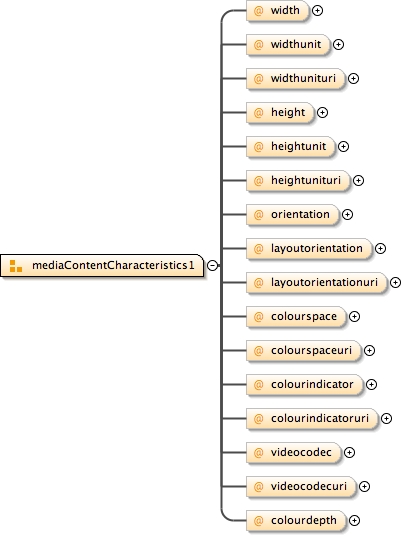 @ width
@ widthunit
@ widthunituri
@ height
@ heightunit
@ heightunituri
@ orientation
@ layoutorientation
mediaContentCharacteristics1
@ layoutorientationuri
@ colourspace
@ colourspaceuri
@ colourindicator
@ colourindicatoruri
@ videocodec
@ videocodecuri
@ colourdepth